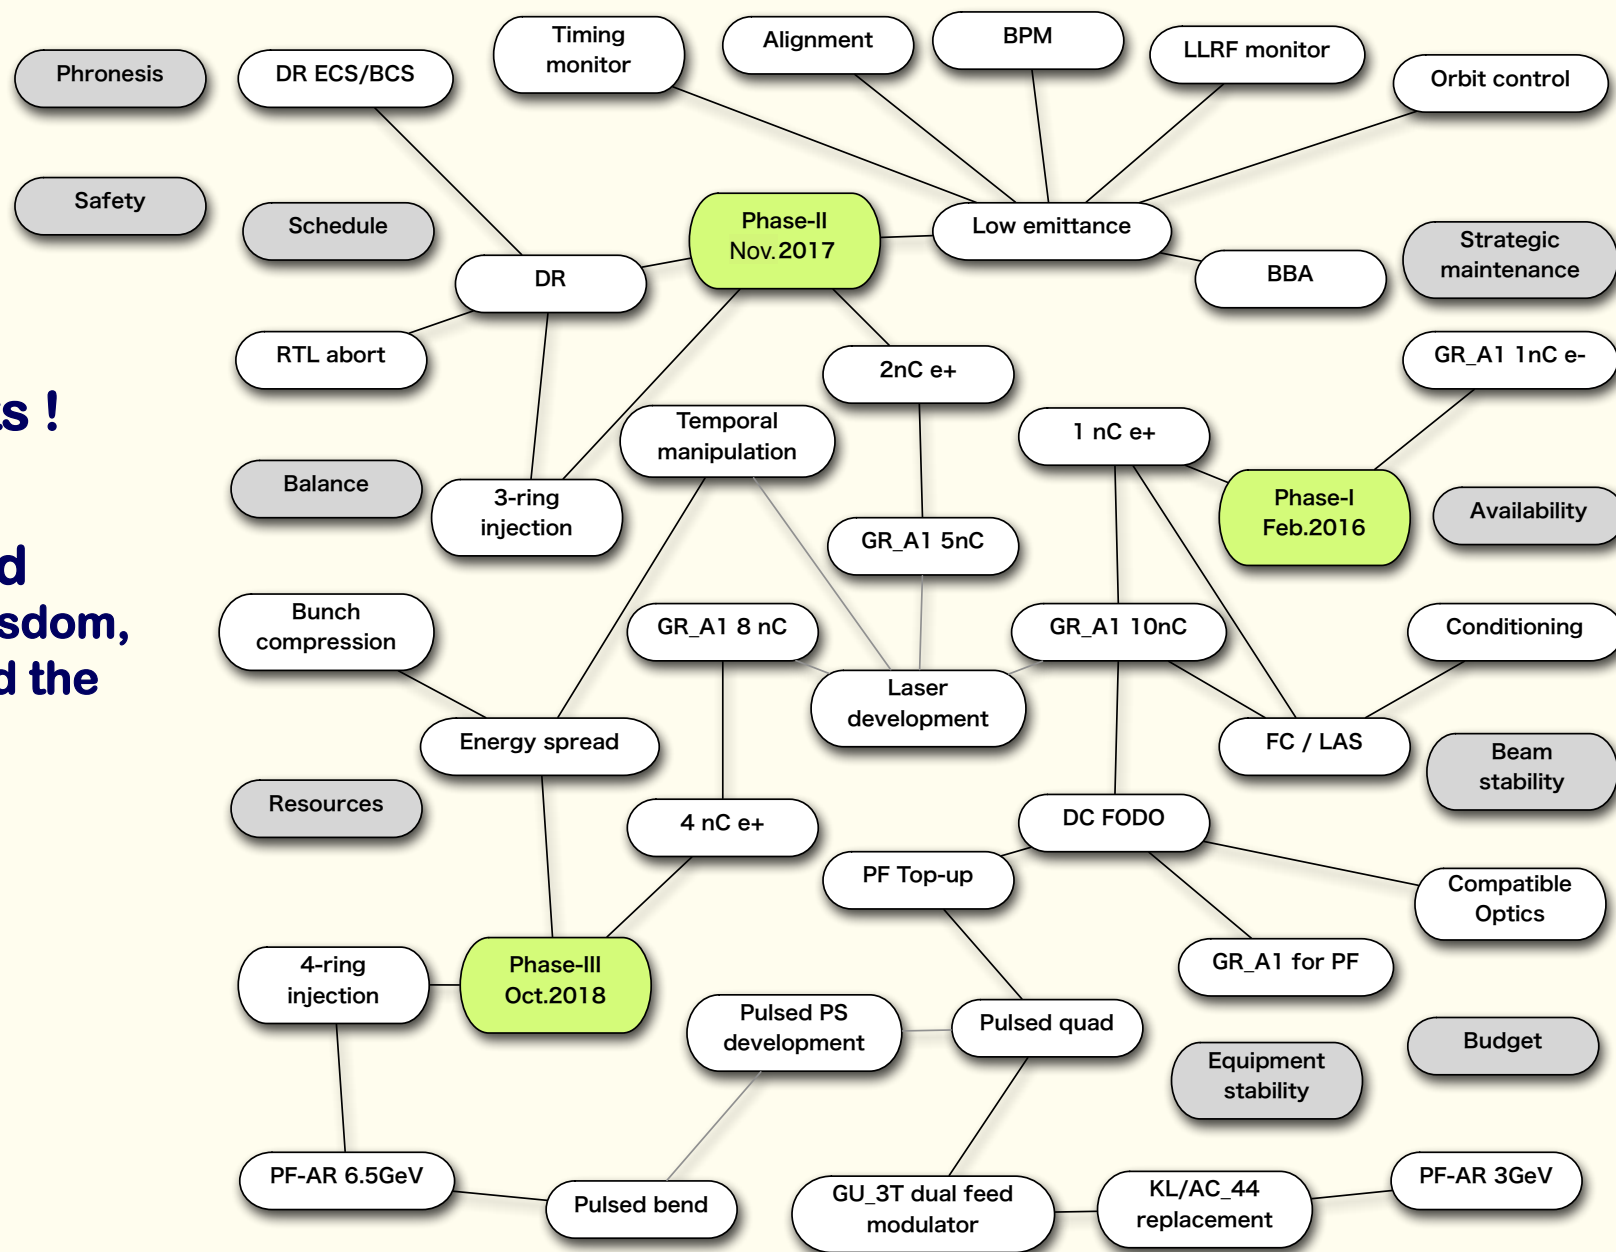 Timing
monitor
Alignment
BPM
LLRF monitor
Orbit control
Phronesis
DR ECS/BCS
Safety
Schedule
Phase-II
Nov.2017
Low emittance
Strategic
maintenance
DR
BBA
RTL abort
2nC e+
GR_A1 1nC e-
ts !
Temporal
manipulation
1 nC e+
Balance
3-ring
injection
Phase-I
Feb.2016
Availability
GR_A1 5nC
d
sdom,
d the
Bunch
compression
GR_A1 8 nC
GR_A1 10nC
Conditioning
Laser
development
Energy spread
FC / LAS
Beam
stability
Resources
4 nC e+
DC FODO
PF Top-up
Compatible
Optics
4-ring
injection
Phase-III
Oct.2018
GR_A1 for PF
Pulsed PS
development
Pulsed quad
Equipment
stability
Budget
PF-AR 6.5GeV
Pulsed bend
GU_3T dual feed
modulator
KL/AC_44
replacement
PF-AR 3GeV